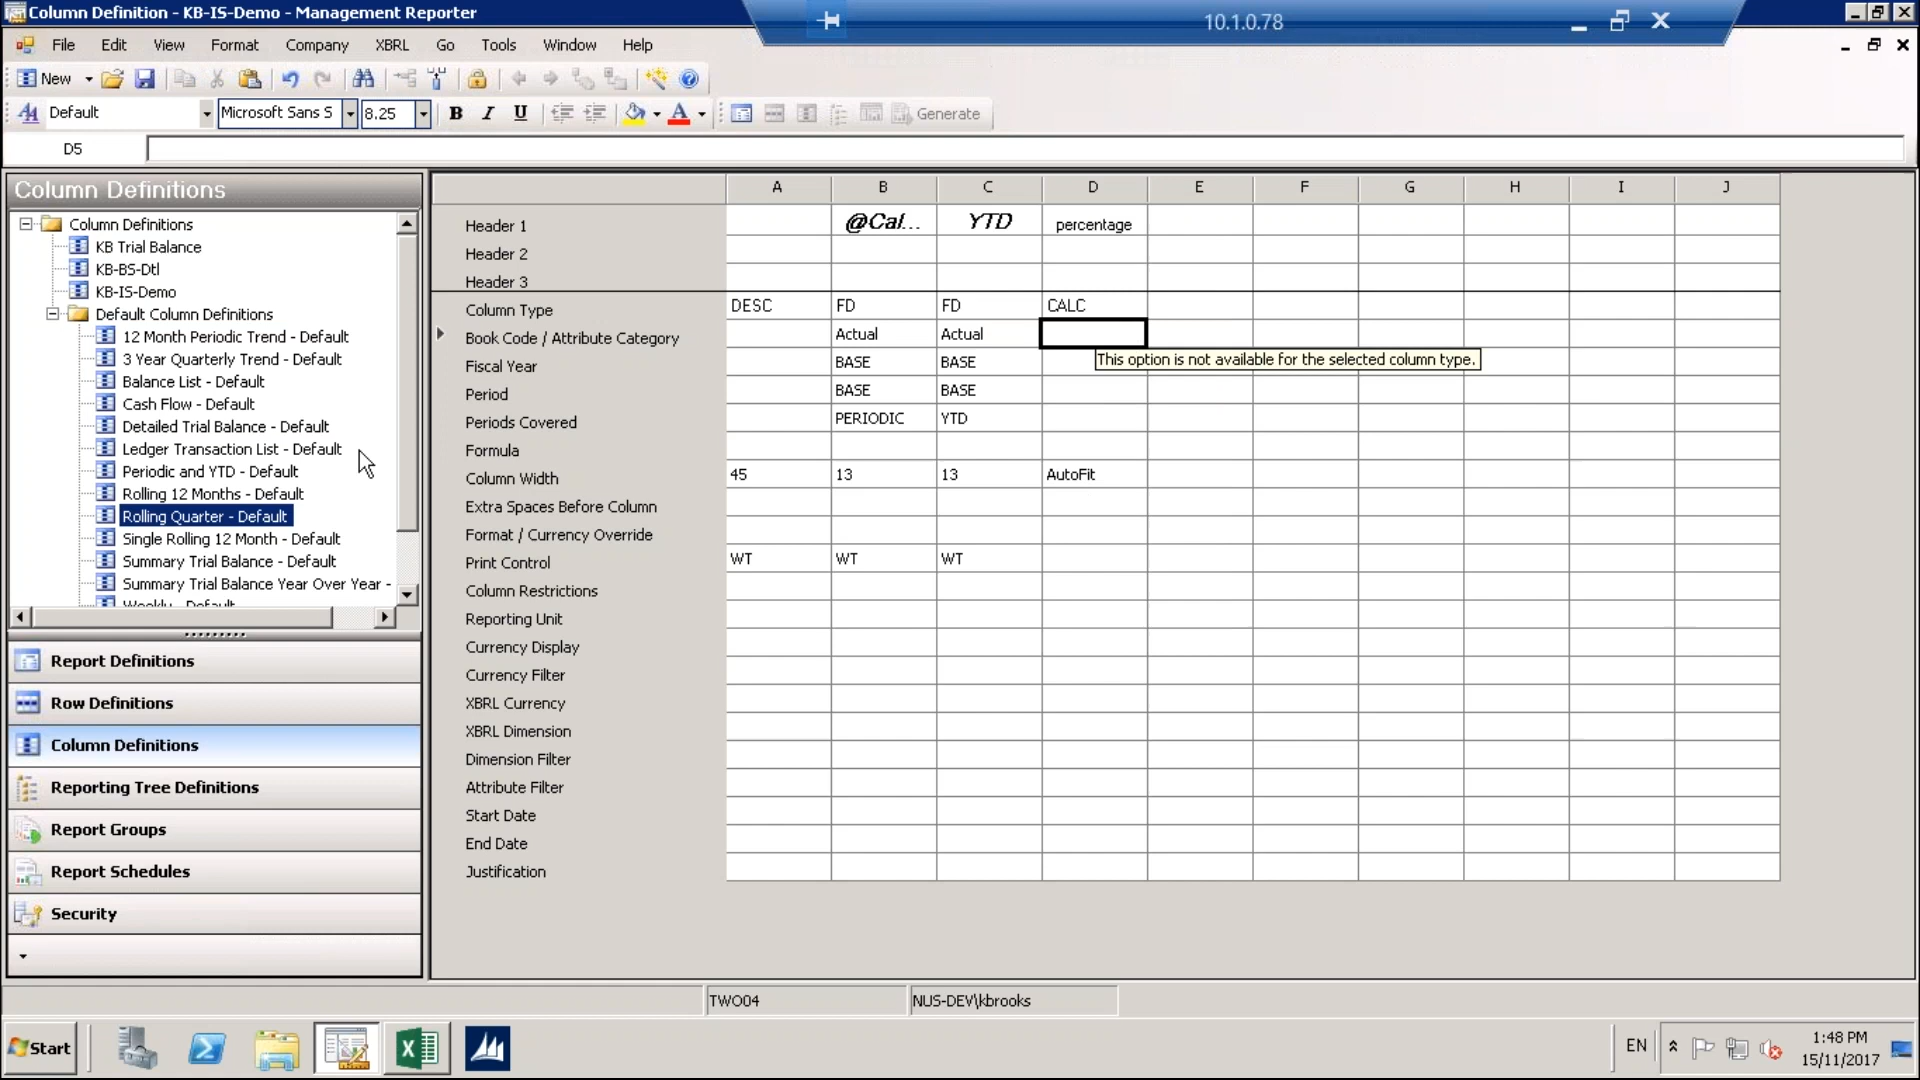 Column Definition - KB-IS-Demo - Management Reporter
10.1.0.78
File Edit View Format Company XBRL Go Tools Window Help
New
Default Microsoft Sans S 8.25 B I U A Generate
D5
Column Definitions
Column Definitions
KB Trial Balance
KB-BS-Dtl
KB-IS-Demo
Default Column Definitions
12 Month Periodic Trend - Default
3 Year Quarterly Trend - Default
Balance List - Default
Cash Flow - Default
Detailed Trial Balance - Default
Ledger Transaction List - Default
Periodic and YTD - Default
Rolling 12 Months - Default
Rolling Quarter - Default
Single Rolling 12 Month - Default
Summary Trial Balance - Default
Summary Trial Balance Year Over Year -
Weekly - Default
Report Definitions
Row Definitions
Column Definitions
Reporting Tree Definitions
Report Groups
Report Schedules
Security
A B C D E F G H I J
Header 1 @Cal... YTD percentage
Header 2
Header 3
Column Type DESC FD FD CALC
Book Code / Attribute Category Actual Actual
Fiscal Year BASE BASE
This option is not available for the selected column type.
Period BASE BASE
Periods Covered PERIODIC YTD
Formula
Column Width 45 13 13 AutoFit
Extra Spaces Before Column
Format / Currency Override
Print Control WT WT WT
Column Restrictions
Reporting Unit
Currency Display
Currency Filter
XBRL Currency
XBRL Dimension
Dimension Filter
Attribute Filter
Start Date
End Date
Justification
TWO04 NUS-DEV\kbrooks
Start
EN
1:48 PM
15/11/2017